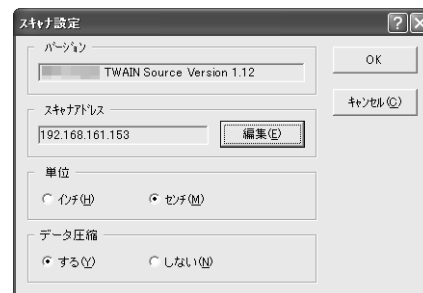 スキャナ設定
バージョン
TWAIN Source Version 1.12
OK
キャンセル(C)
スキャナアドレス
192.168.161.153
編集(E)
単位
インチ(H)
センチ(M)
データ圧縮
する(Y)
しない(N)